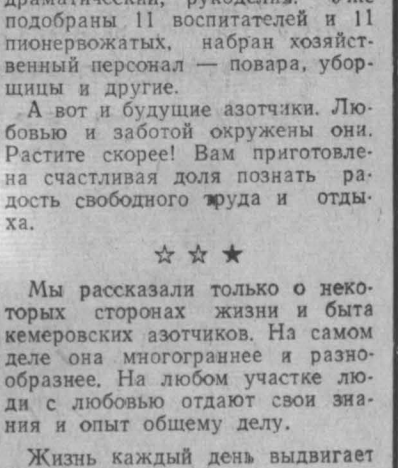 драматический, рукоделия. Уже
подобраны 11 воспитателей и 11
пионервожатых, набран хозяйст-
венный персонал — повара, убор-
щицы и другие.
А вот и будущие азотчики. Лю-
бовью и заботой окружены они.
Растите скорее! Вам приготовле-
на счастливая доля познать ра-
дость свободного труда и отды-
ха.
☆ ☆ ★
Мы рассказали только о неко-
торых сторонах жизни и быта
кемеровских азотчиков. На самом
деле она многограннее и разно-
образнее. На любом участке лю-
ди с любовью отдают свои зна-
ния и опыт общему делу.
Жизнь каждый день выдвигает